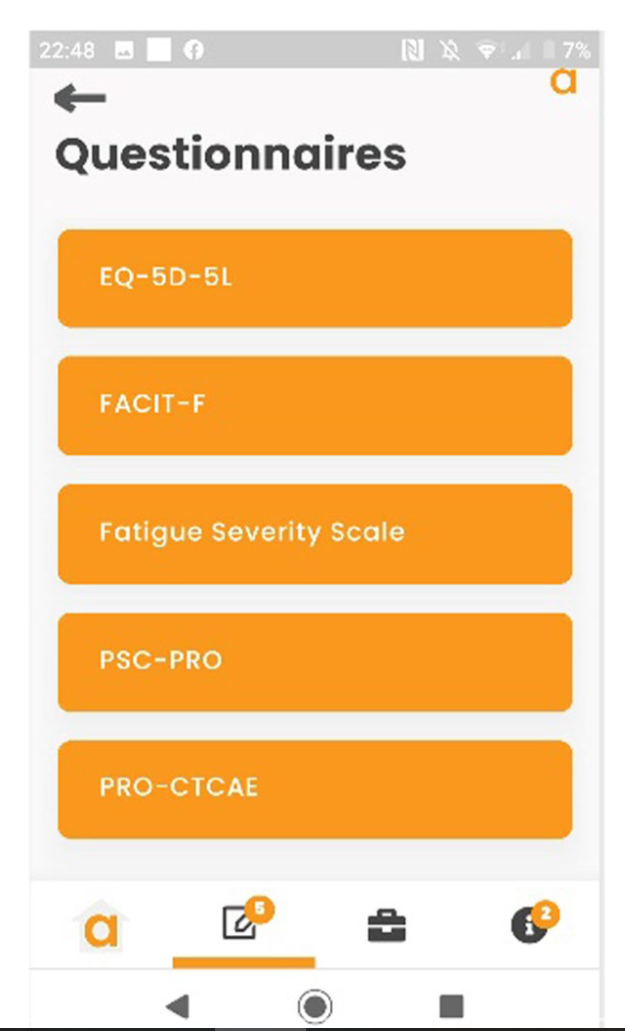 22:48 7%
a
Questionnaires
EQ-5D-5L
FACIT-F
Fatigue Severity Scale
PSC-PRO
PRO-CTCAE
a 5 2